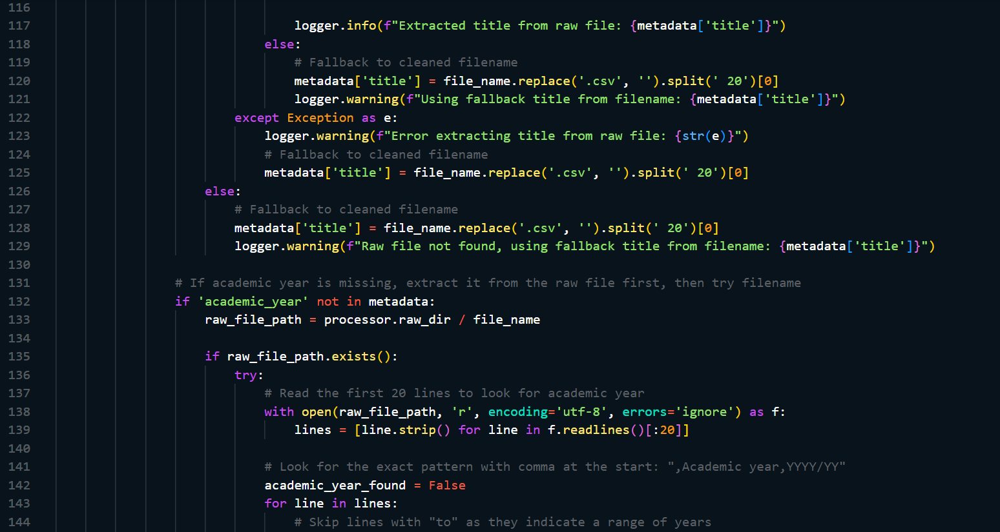 116
117 logger.info(f"Extracted title from raw file: {metadata['title']}")
118 else:
119 # Fallback to cleaned filename
120 metadata['title'] = file_name.replace('.csv', '').split(' 20')[0]
121 logger.warning(f"Using fallback title from filename: {metadata['title']}")
122 except Exception as e:
123 logger.warning(f"Error extracting title from raw file: {str(e)}")
124 # Fallback to cleaned filename
125 metadata['title'] = file_name.replace('.csv', '').split(' 20')[0]
126 else:
127 # Fallback to cleaned filename
128 metadata['title'] = file_name.replace('.csv', '').split(' 20')[0]
129 logger.warning(f"Raw file not found, using fallback title from filename: {metadata['title']}")
130
131 # If academic year is missing, extract it from the raw file first, then try filename
132 if 'academic_year' not in metadata:
133 raw_file_path = processor.raw_dir / file_name
134
135 if raw_file_path.exists():
136 try:
137 # Read the first 20 lines to look for academic year
138 with open(raw_file_path, 'r', encoding='utf-8', errors='ignore') as f:
139 lines = [line.strip() for line in f.readlines()[:20]]
140
141 # Look for the exact pattern with comma at the start: ",Academic year,YYYY/YY"
142 academic_year_found = False
143 for line in lines:
144 # Skip lines with "to" as they indicate a range of years